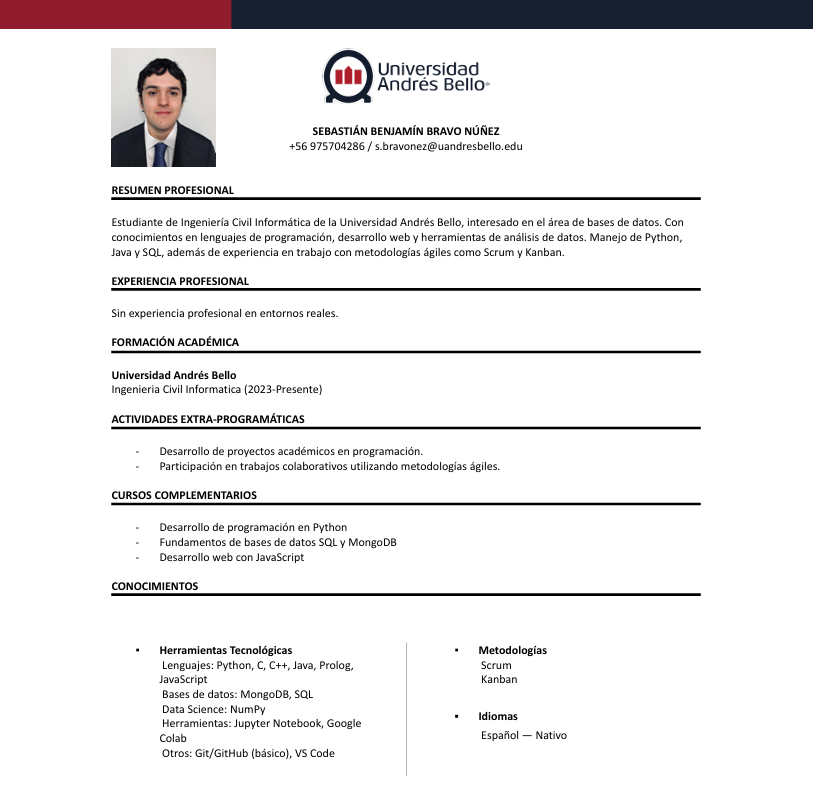 Universidad
Andrés Bello
SEBASTIÁN BENJAMÍN BRAVO NÚÑEZ
+56 975704286 / s.bravonez@uandresbello.edu
RESUMEN PROFESIONAL
Estudiante de Ingeniería Civil Informática de la Universidad Andrés Bello, interesado en el área de bases de datos. Con
conocimientos en lenguajes de programación, desarrollo web y herramientas de análisis de datos. Manejo de Python,
Java y SQL, además de experiencia en trabajo con metodologías ágiles como Scrum y Kanban.
EXPERIENCIA PROFESIONAL
Sin experiencia profesional en entornos reales.
FORMACIÓN ACADÉMICA
Universidad Andrés Bello
Ingenieria Civil Informatica (2023-Presente)
ACTIVIDADES EXTRA-PROGRAMÁTICAS
- Desarrollo de proyectos académicos en programación.
- Participación en trabajos colaborativos utilizando metodologías ágiles.
CURSOS COMPLEMENTARIOS
- Desarrollo de programación en Python
- Fundamentos de bases de datos SQL y MongoDB
- Desarrollo web con JavaScript
CONOCIMIENTOS
▪ Herramientas Tecnológicas
Lenguajes: Python, C, C++, Java, Prolog,
JavaScript
Bases de datos: MongoDB, SQL
Data Science: NumPy
Herramientas: Jupyter Notebook, Google
Colab
Otros: Git/GitHub (básico), VS Code
▪ Metodologías
Scrum
Kanban
▪ Idiomas
Español — Nativo